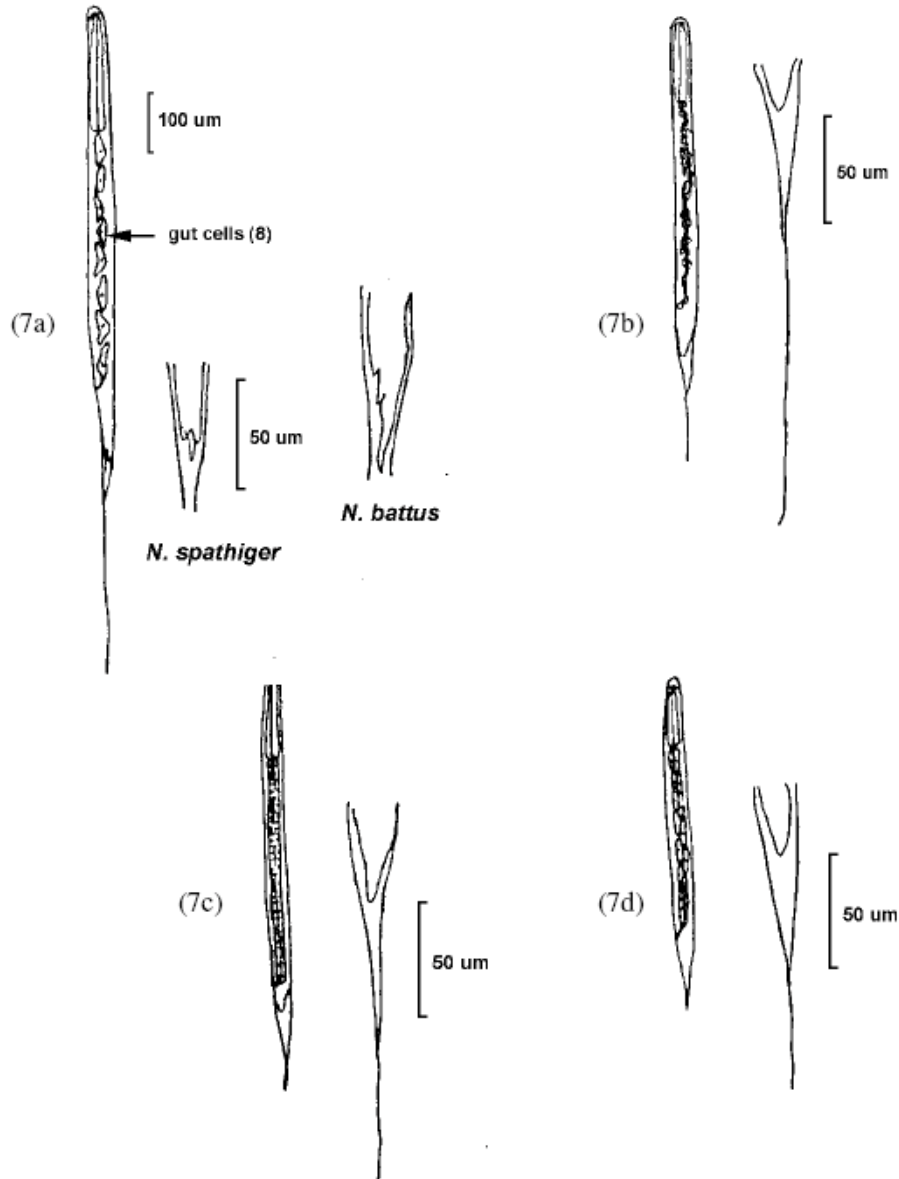 100 um
gut cells (8)
(7a)
50 um
N. spathiger
N. battus
(7b)
50 um
(7c)
50 um
(7d)
50 um